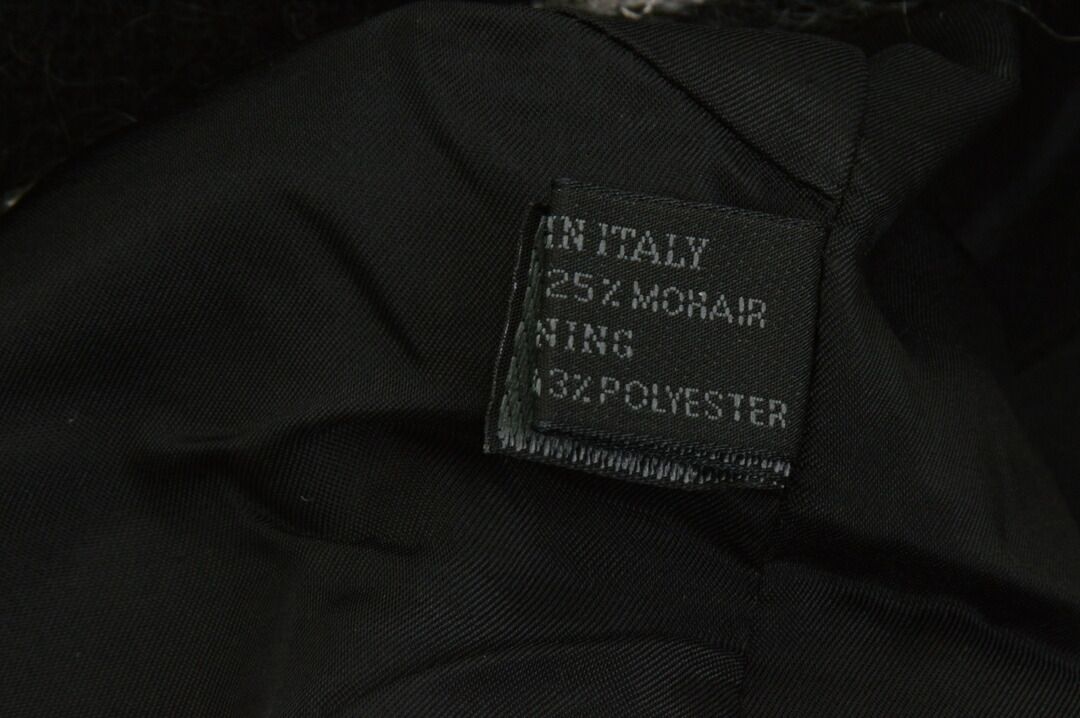 IN ITALY
25% MOHAIR
NING
3% POLYESTER